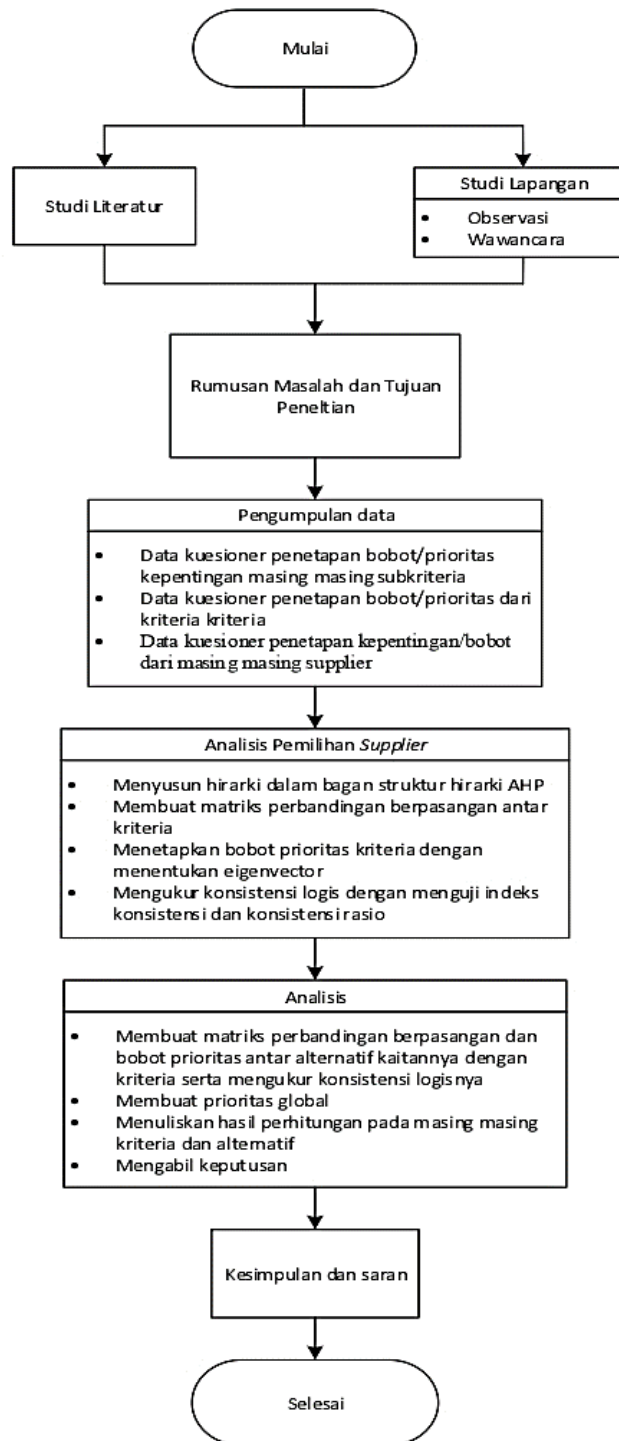 Mulai
Studi Literatur
Studi Lapangan
• Observasi
• Wawancara
Rumusan Masalah dan Tujuan
Peneltian
Pengumpulan data
• Data kuesioner penetapan bobot/prioritas
kepentingan masing masing subkriteria
• Data kuesioner penetapan bobot/prioritas dari
kriteria kriteria
• Data kuesioner penetapan kepentingan/bobot
dari masing masing supplier
Analisis Pemilihan Supplier
• Menyusun hirarki dalam bagan struktur hirarki AHP
• Membuat matriks perbandingan berpasangan antar
kriteria
• Menetapkan bobot prioritas kriteria dengan
menentukan eigenvector
• Mengukur konsistensi logis dengan menguji indeks
konsistensi dan konsistensi rasio
Analisis
• Membuat matriks perbandingan berpasangan dan
bobot prioritas antar alternatif kaitannya dengan
kriteria serta mengukur konsistensi logisnya
• Membuat prioritas global
• Menuliskan hasil perhitungan pada masing masing
kriteria dan alternatif
• Mengabil keputusan
Kesimpulan dan saran
Selesai